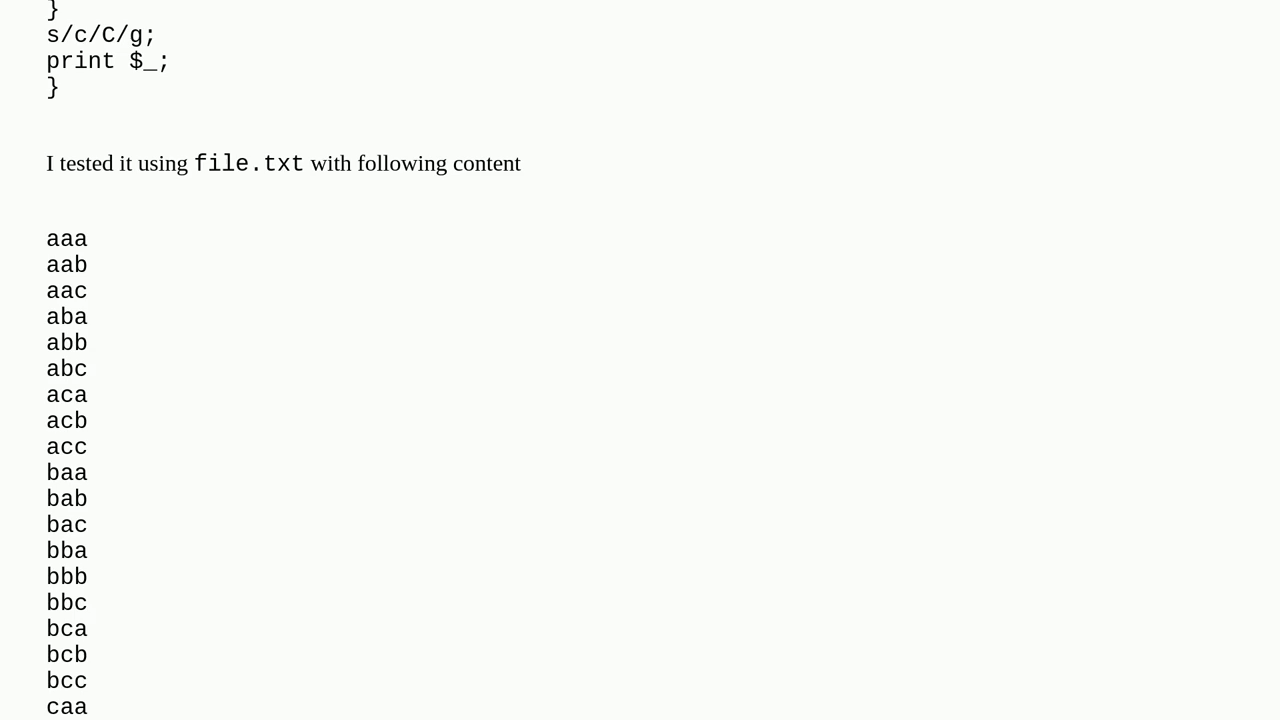 }
s/c/C/g;
print $_;
}
I tested it using file.txt with following content
aaa
aab
aac
aba
abb
abc
aca
acb
acc
baa
bab
bac
bba
bbb
bbc
bca
bcb
bcc
caa